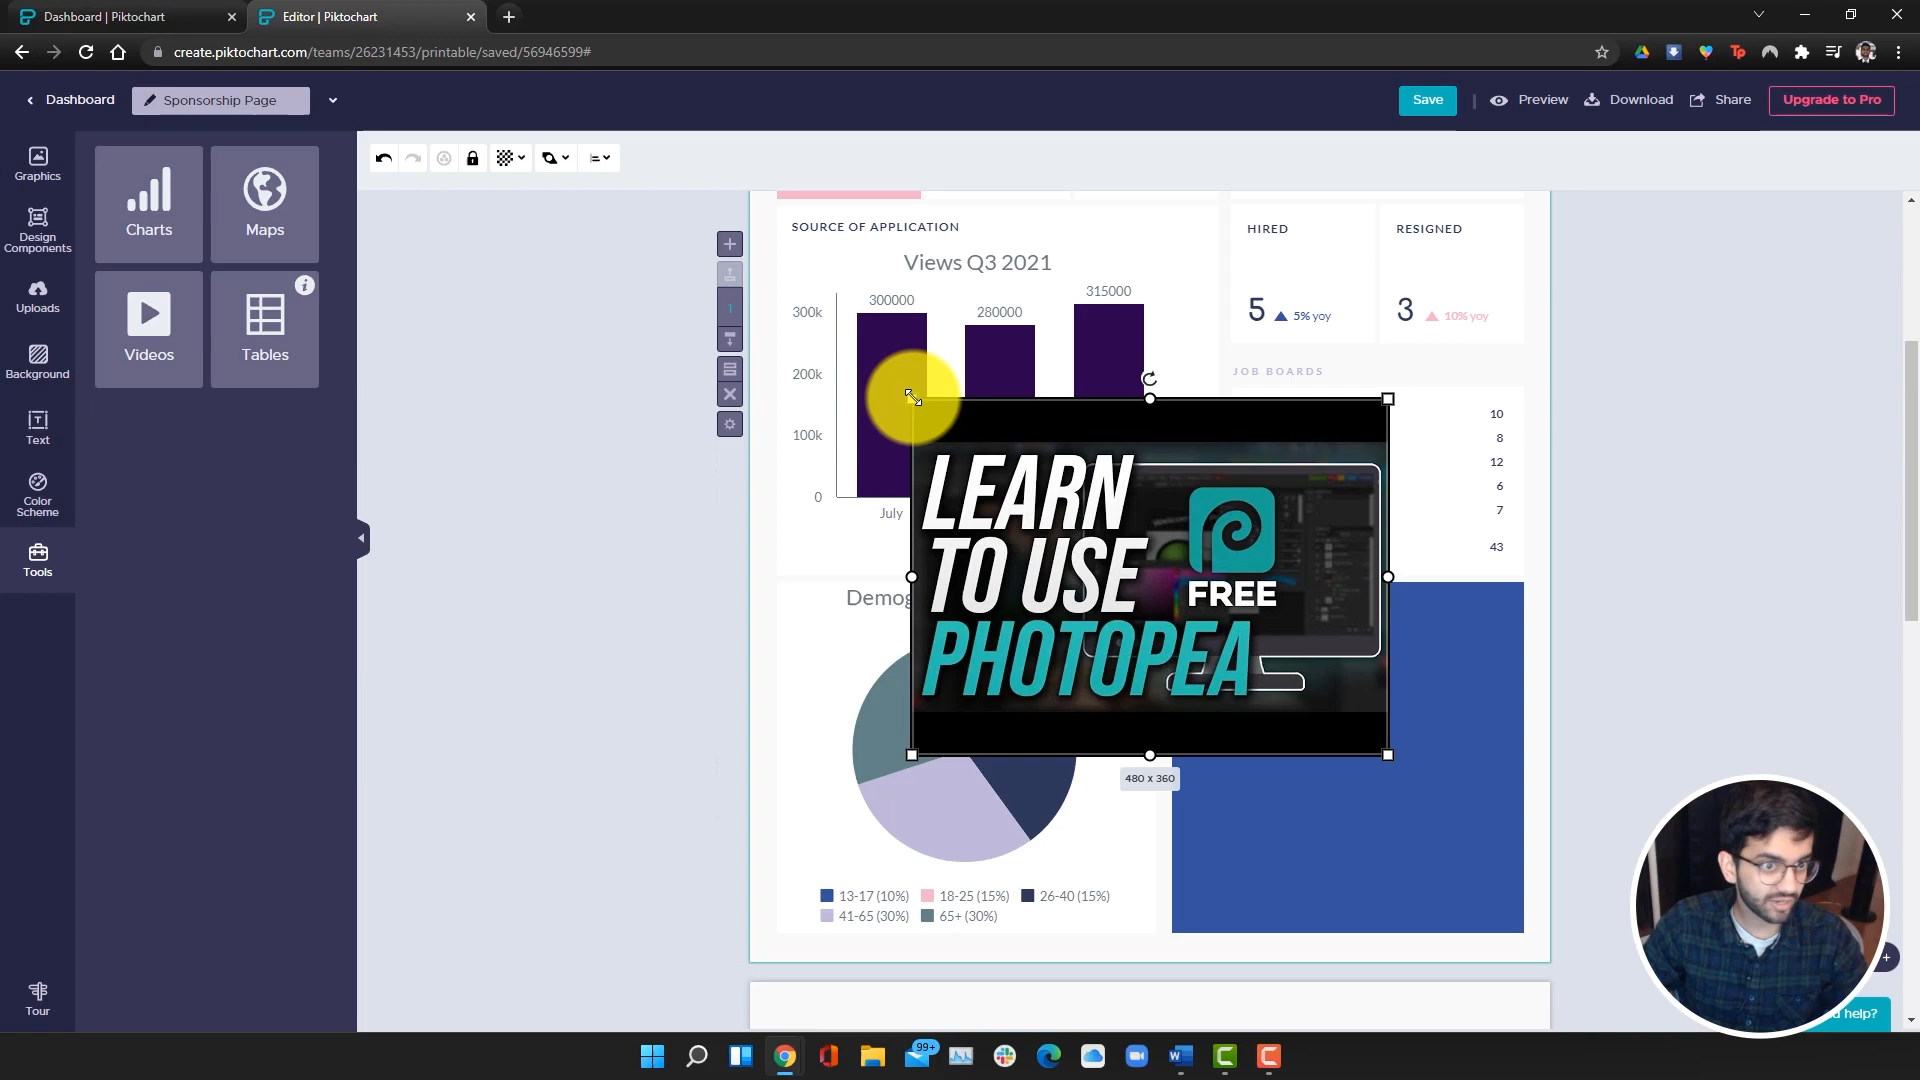 Dashboard | Piktochart
Editor | Piktochart
create.piktochart.com/teams/26231453/printable/saved/56946599#
Tp
Dashboard
Sponsorship Page
Save
Preview
Download
Share
Upgrade to Pro
Graphics
Design
Components
Uploads
Background
Text
Color
Scheme
Tools
Tour
Charts
Maps
Videos
Tables
1
SOURCE OF APPLICATION
Views Q3 2021
300k
200k
100k
0
300000
280000
315000
July
HIRED
5
5% yoy
RESIGNED
3
10% yoy
JOB BOARDS
10
8
12
6
7
43
LEARN
TO USE
PHOTOPEA
FREE
480 x 360
Demog
13-17 (10%)
18-25 (15%)
26-40 (15%)
41-65 (30%)
65+ (30%)
help?
99+